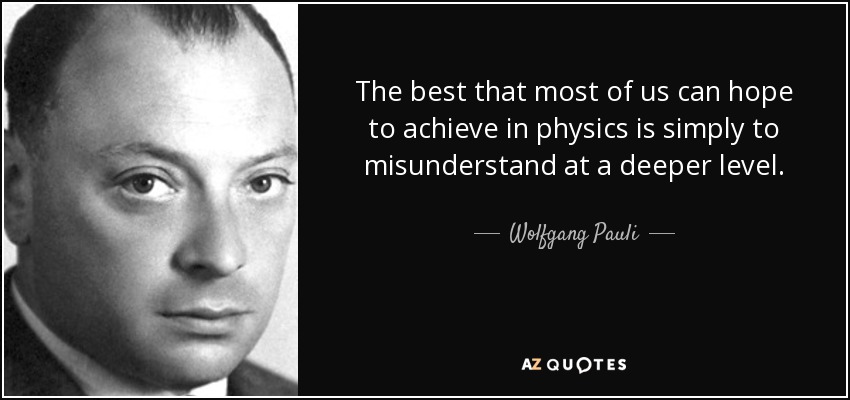 The best that most of us can hope
to achieve in physics is simply to
misunderstand at a deeper level.
Wolfgang Pauli
AZ QUOTES